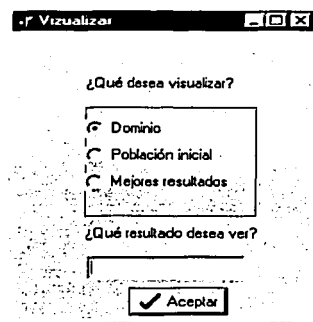 Vizualizar
¿Qué desea visualizar?
Dominio
Población inicial
Mejores resultados
¿Qué resultado desea ver?
Aceptar